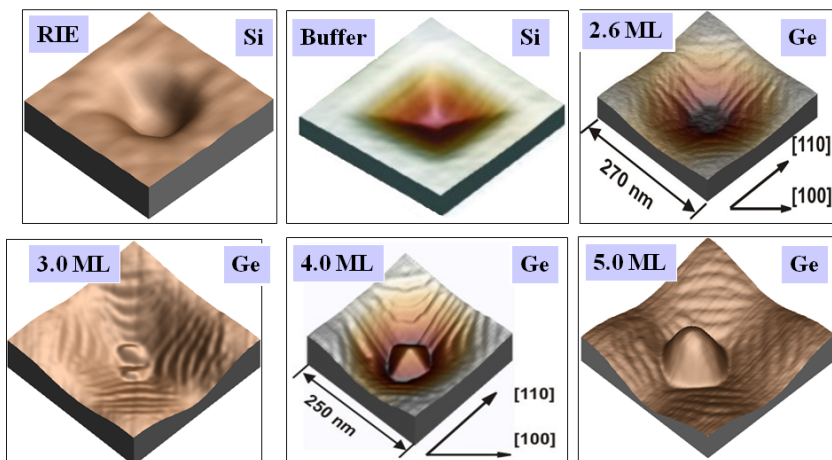 RIE
Si
Buffer
Si
2.6 ML
Ge
270 nm
[110]
[100]
3.0 ML
Ge
4.0 ML
Ge
250 nm
[110]
[100]
5.0 ML
Ge